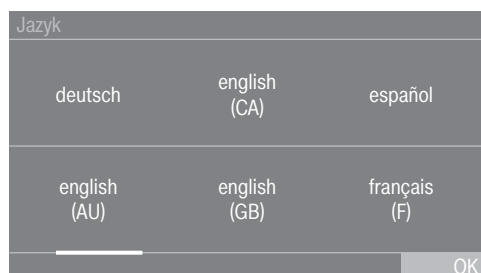 Jazyk
deutsch
english
(CA)
español
english
(AU)
english
(GB)
français
(F)
OK